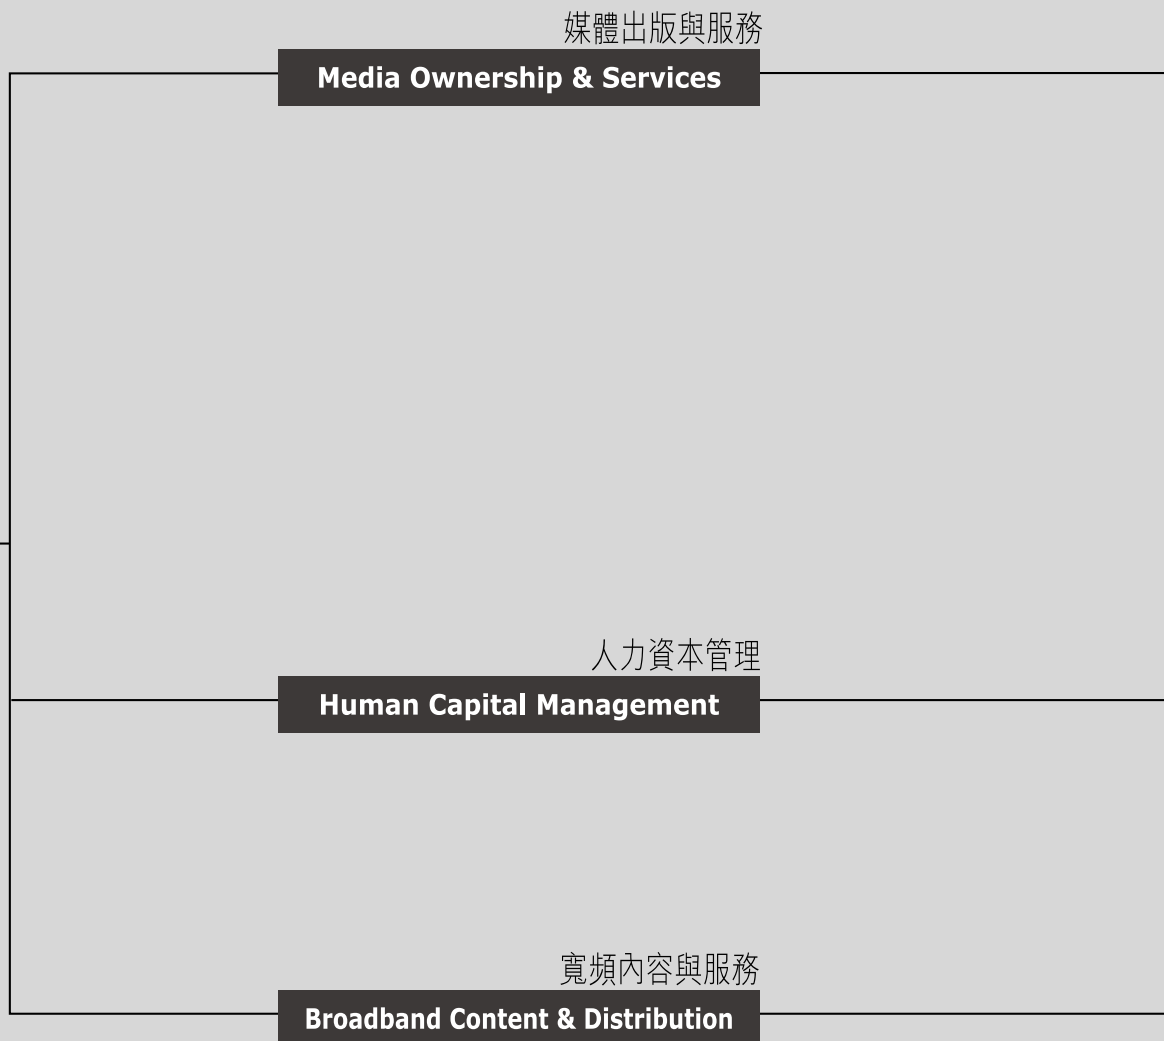 媒體出版與服務
Media Ownership & Services
人力資本管理
Human Capital Management
寬頻內容與服務
Broadband Content & Distribution